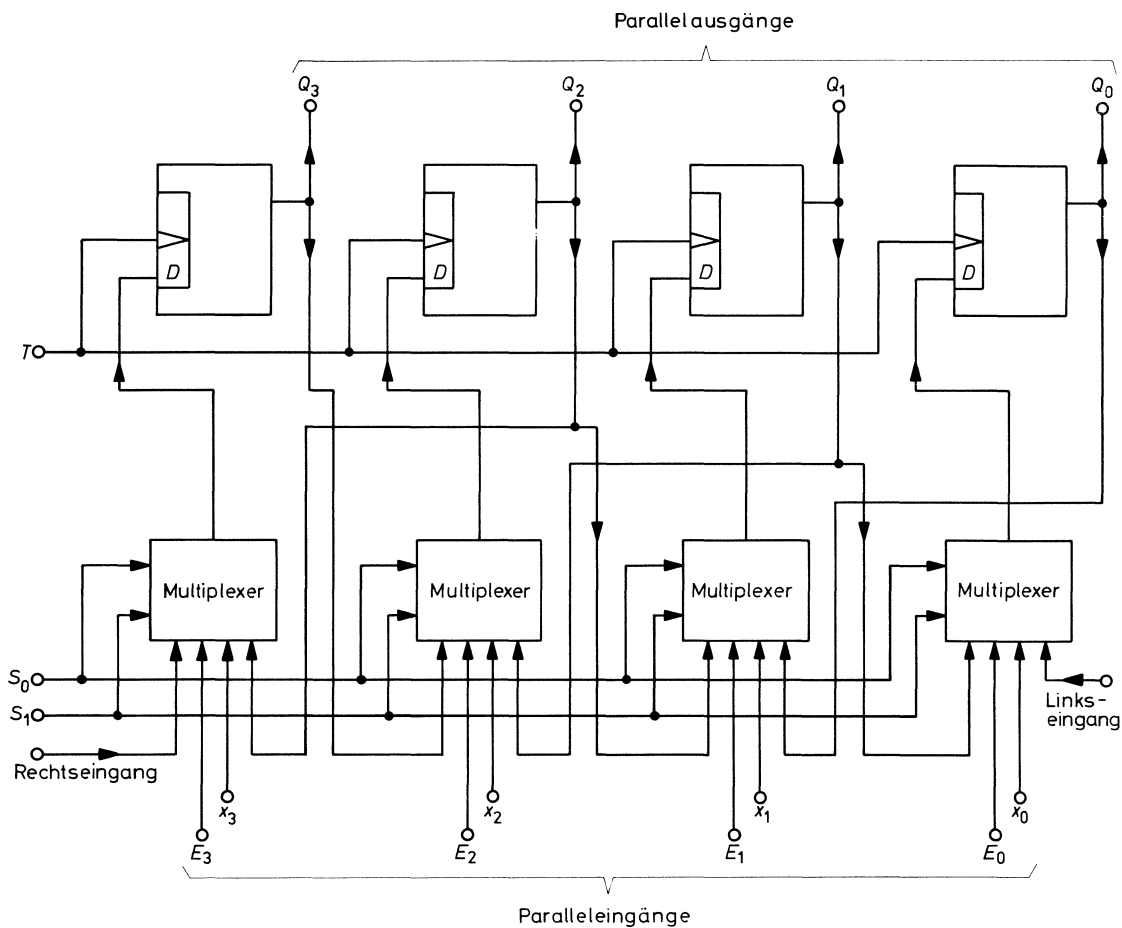 Parallelausgänge
Q3 Q2 Q1 Q0
D D D D
T
Multiplexer Multiplexer Multiplexer Multiplexer
S0
S1
Links-
eingang
Rechtseingang
x3 x2 x1 x0
E3 E2 E1 E0
Paralleleingänge